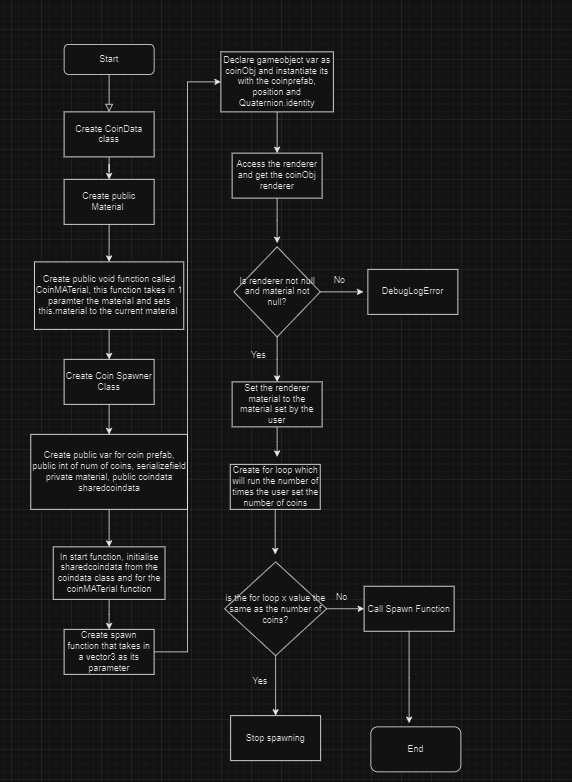 Start
Create CoinData
class
Create public
Material
Create public void function called
CoinMATerial, this function takes in 1
paramter the material and sets
this.material to the current material
Create Coin Spawner
Class
Create public var for coin prefab,
public int of num of coins, serializefield
private material, public coindata
sharedcoindata
In start function, initialise
sharedcoindata from the
coindata class and for the
coinMATerial function
Create spawn
function that takes in
a vector3 as its
parameter
Declare gameobject var as
coinObj and instantiate its
with the coinprefab,
position and
Quaternion.identity
Access the renderer
and get the coinObj
renderer
Is renderer not null
and material not
null?
No
DebugLogError
Yes
Set the renderer
material to the
material set by the
user
Create for loop which
will run the number of
times the user set the
number of coins
is the for loop x value the
same as the number of
coins?
No
Call Spawn Function
Yes
Stop spawning
End